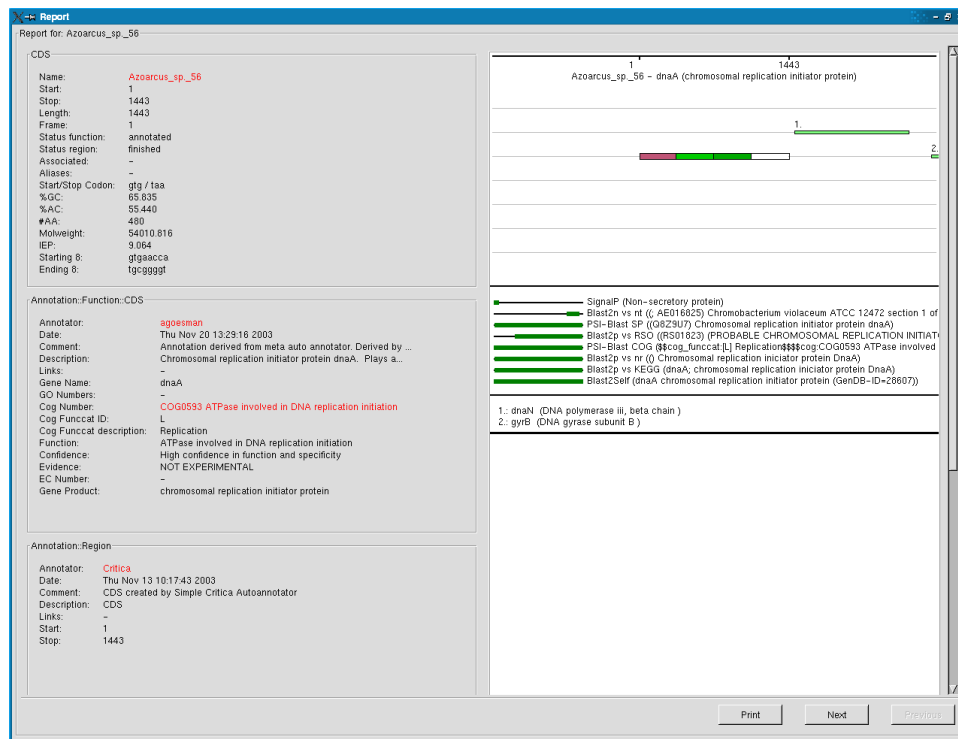 Report
Report for: Azoarcus_sp._56
CDS
Name: Azoarcus_sp._56
Start: 1
Stop: 1443
Length: 1443
Frame: 1
Status function: annotated
Status region: finished
Associated: –
Aliases: –
Start/Stop Codon: gtg / taa
%GC: 65.835
%AC: 55.440
#AA: 480
Molweight: 54010.816
IEP: 9.064
Starting 8: gtgaacca
Ending 8: tgcggggt
Annotation::Function::CDS
Annotator: agoesman
Date: Thu Nov 20 13:29:16 2003
Comment: Annotation derived from meta auto annotator. Derived by ...
Description: Chromosomal replication initiator protein dnaA. Plays a...
Links: –
Gene Name: dnaA
GO Numbers: –
Cog Number: COG0593 ATPase involved in DNA replication initiation
Cog Funccat ID: L
Cog Funccat description: Replication
Function: ATPase involved in DNA replication initiation
Confidence: High confidence in function and specificity
Evidence: NOT EXPERIMENTAL
EC Number: –
Gene Product: chromosomal replication initiator protein
Annotation::Region
Annotator: Critica
Date: Thu Nov 13 10:17:43 2003
Comment: CDS created by Simple Critica Autoannotator
Description: CDS
Links: –
Start: 1
Stop: 1443
1 1443
Azoarcus_sp._56 – dnaA (chromosomal replication initiator protein)
1.
2.
SignalP (Non-secretory protein)
Blast2n vs nt ((; AE016825) Chromobacterium violaceum ATCC 12472 section 1 of
PSI-Blast SP ((Q8Z9U7) Chromosomal replication initiator protein dnaA)
Blast2p vs RSO ((RS01823) (PROBABLE CHROMOSOMAL REPLICATION INITIAT
PSI-Blast COG ($$cog_funccat:[L] Replication$$$$cog:COG0593 ATPase involved
Blast2p vs nr (() Chromosomal replication iniciator protein DnaA)
Blast2p vs KEGG (dnaA; chromosomal replication iniciator protein DnaA)
Blast2Self (dnaA chromosomal replication initiator protein (GenDB-ID=28607))
1.: dnaN (DNA polymerase iii, beta chain )
2.: gyrB (DNA gyrase subunit B )
Print Next Previous